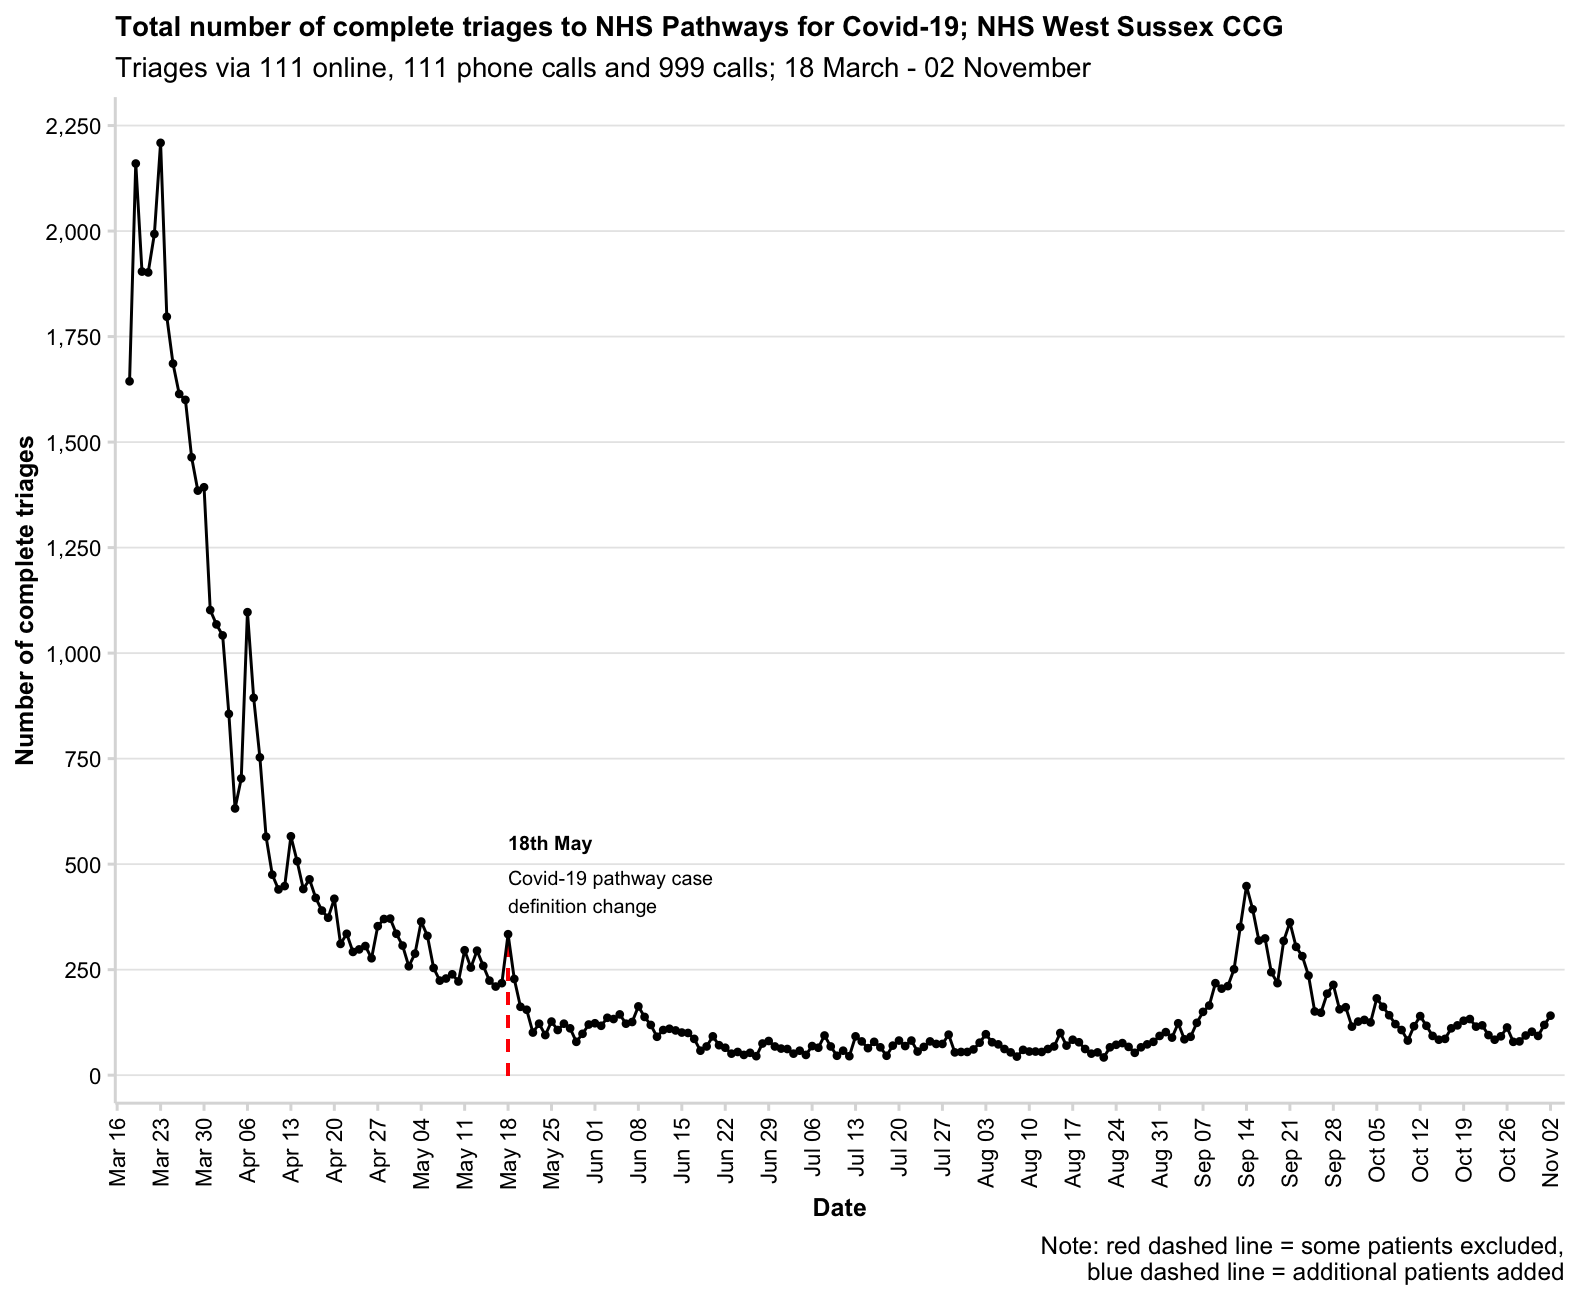 Total number of complete triages to NHS Pathways for Covid-19; NHS West Sussex CCG
Triages via 111 online, 111 phone calls and 999 calls; 18 March - 02 November
Number of complete triages
2,250
2,000
1,750
1,500
1,250
1,000
750
500
250
0
18th May
Covid-19 pathway case
definition change
Mar 16
Mar 23
Mar 30
Apr 06
Apr 13
Apr 20
Apr 27
May 04
May 11
May 18
May 25
Jun 01
Jun 08
Jun 15
Jun 22
Jun 29
Jul 06
Jul 13
Jul 20
Jul 27
Aug 03
Aug 10
Aug 17
Aug 24
Aug 31
Sep 07
Sep 14
Sep 21
Sep 28
Oct 05
Oct 12
Oct 19
Oct 26
Nov 02
Date
Note: red dashed line = some patients excluded,
blue dashed line = additional patients added